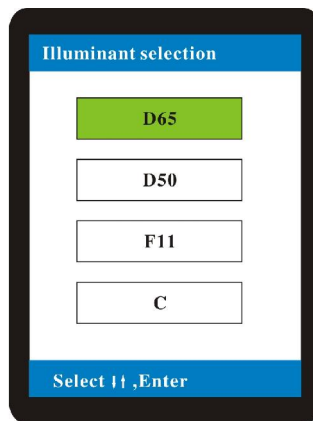 Illuminant selection
D65
D50
F11
C
Select ↓↑ ,Enter